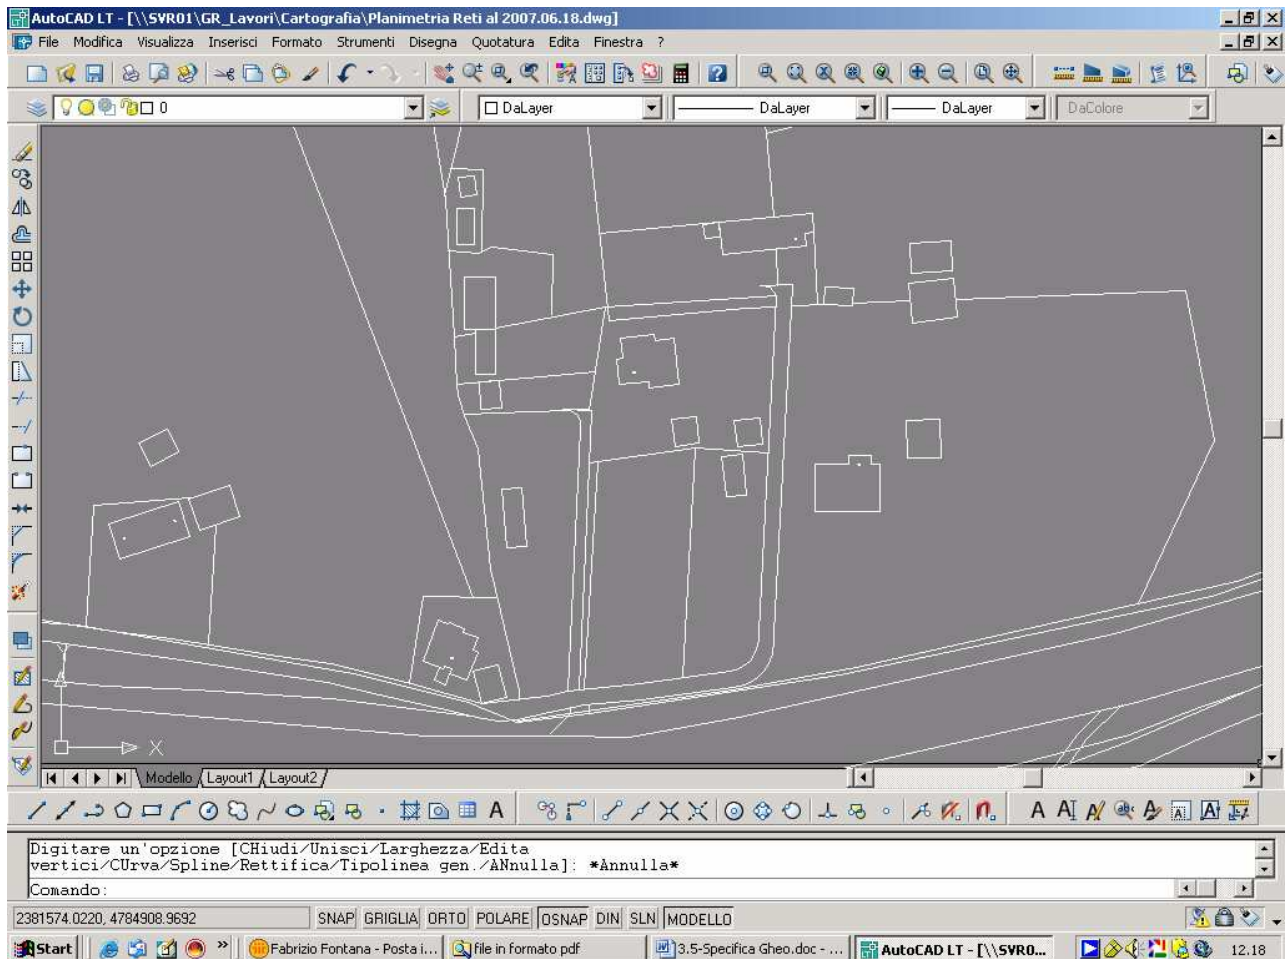 AutoCAD LT - [\\SVR01\GR_Lavori\Cartografia\Planimetria Reti al 2007.06.18.dwg]
File Modifica Visualizza Inserisci Formato Strumenti Disegna Quotatura Edita Finestra ?
0 DaLayer DaLayer DaLayer DaColore
X
Modello Layout1 Layout2
A A AI A A A A
Digitare un'opzione [CHiudi/Unisci/Larghezza/Edita
vertici/CUrva/Spline/Rettifica/Tipolinea gen./ANnulla]: *Annulla*
Comando:
2381574.0220, 4784908.9692 SNAP GRIGLIA ORTO POLARE OSNAP DIN SLN MODELLO
Start » Fabrizio Fontana - Posta i... file in formato pdf 3.5-Specifica Gheo.doc - ... AutoCAD LT - [\\SVR0... 12.18